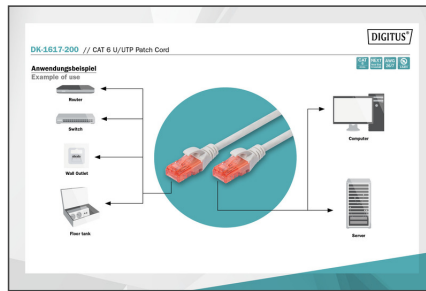 DIGITUS®
DK-1617-200 // CAT 6 U/UTP Patch Cord
Anwendungsbeispiel
Example of use
Router
Switch
Wall Outlet
Floor tank
Computer
Server